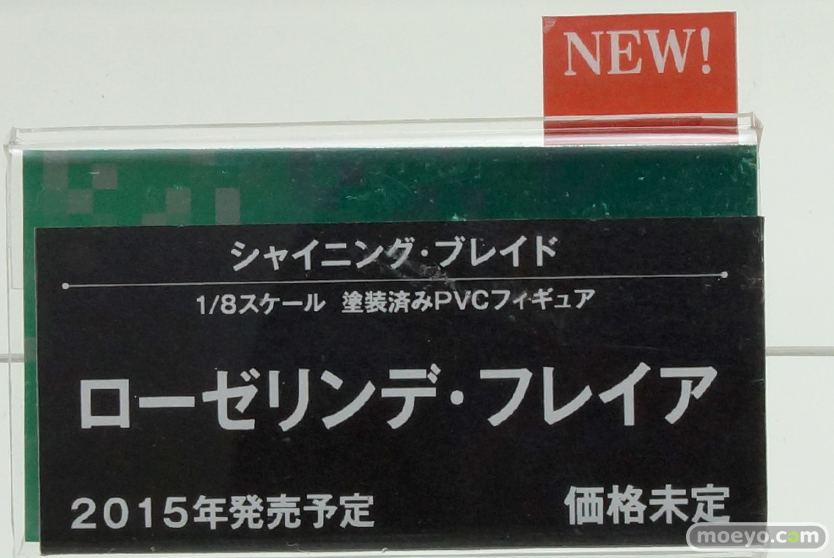 NEW!
シャイニング・ブレイド
1/8スケール 塗装済みPVCフィギュア
ローゼリンデ・フレイア
2015年発売予定 価格未定
moeyo.com